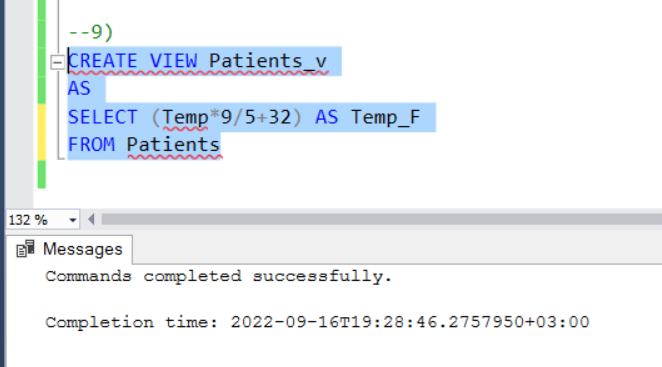 --9)
CREATE VIEW Patients_v
AS
SELECT (Temp*9/5+32) AS Temp_F
FROM Patients
132 %
Messages
Commands completed successfully.
Completion time: 2022-09-16T19:28:46.2757950+03:00